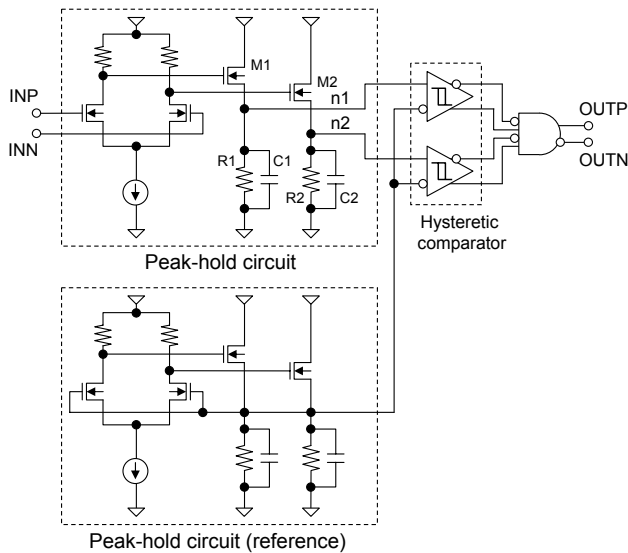 M1
M2
INP
INN
n1
n2
R1
C1
R2
C2
OUTP
OUTN
Hysteretic
comparator
Peak-hold circuit
Peak-hold circuit (reference)